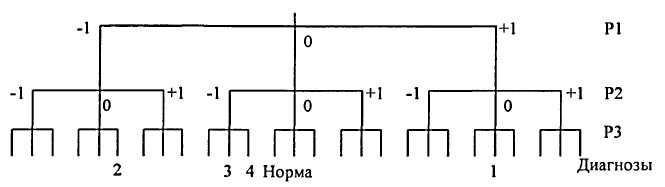 -1 0 +1 P1
-1 0 +1 -1 0 +1 -1 0 +1 P2
P3
2 3 4 Норма 1 Диагнозы